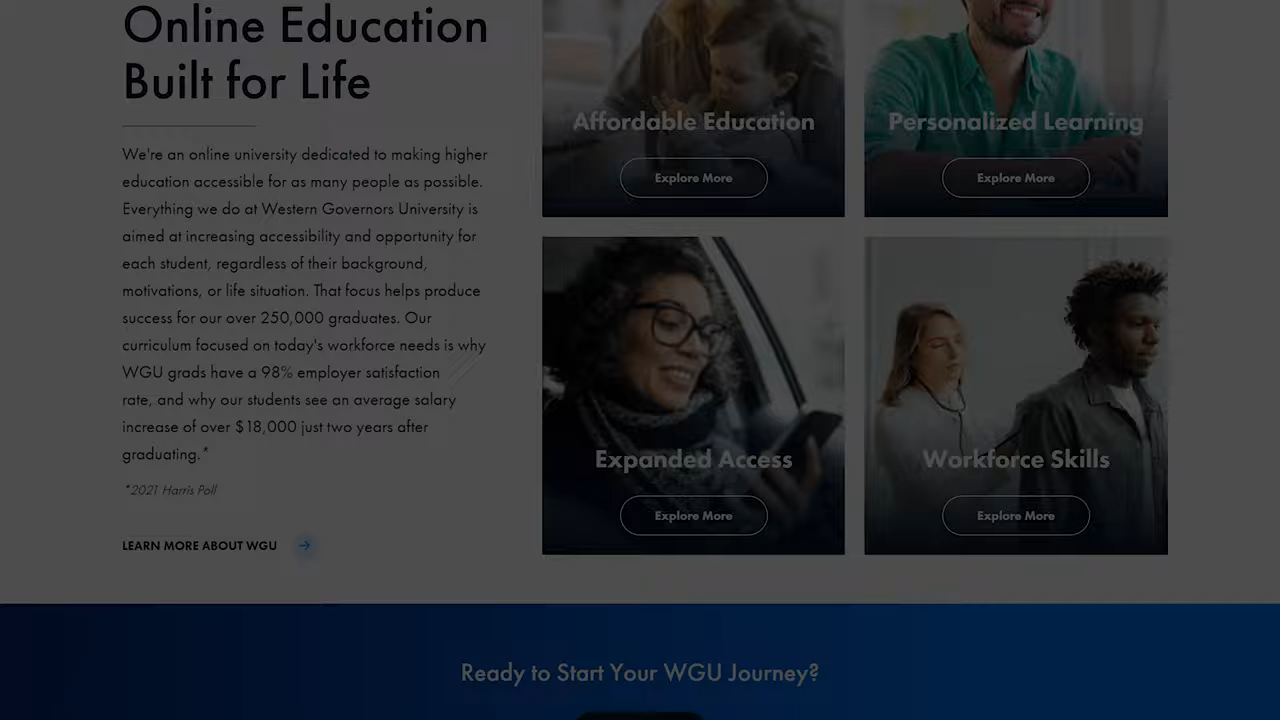 Online Education
Built for Life
We're an online university dedicated to making higher
education accessible for as many people as possible.
Everything we do at Western Governors University is
aimed at increasing accessibility and opportunity for
each student, regardless of their background,
motivations, or life situation. That focus helps produce
success for our over 250,000 graduates. Our
curriculum focused on today's workforce needs is why
WGU grads have a 98% employer satisfaction
rate, and why our students see an average salary
increase of over $18,000 just two years after
graduating.*
*2021 Harris Poll
LEARN MORE ABOUT WGU
Affordable Education
Explore More
Personalized Learning
Explore More
Expanded Access
Explore More
Workforce Skills
Explore More
Ready to Start Your WGU Journey?